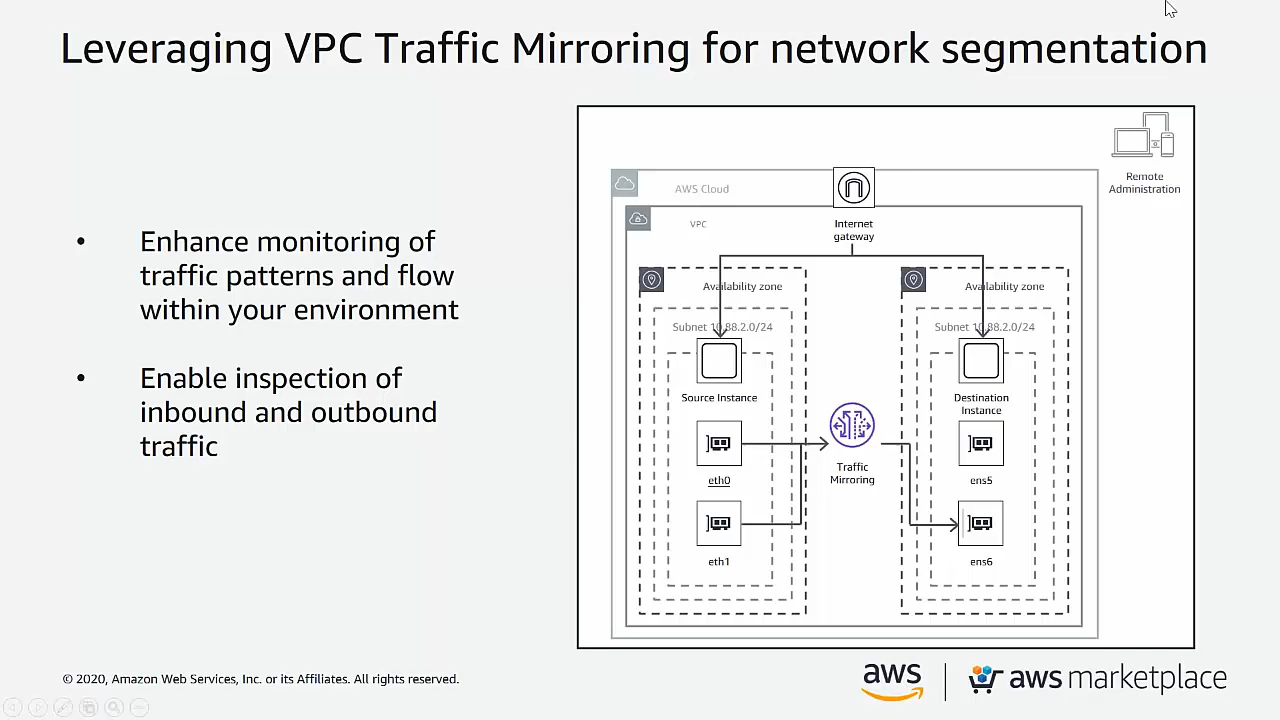 Leveraging VPC Traffic Mirroring for network segmentation
• Enhance monitoring of
traffic patterns and flow
within your environment
• Enable inspection of
inbound and outbound
traffic
Remote
Administration
AWS Cloud
Internet
gateway
VPC
Availability zone
Availability zone
Subnet 10.88.2.0/24
Subnet 10.88.2.0/24
Source Instance
Destination
Instance
Traffic
Mirroring
eth0
ens5
eth1
ens6
© 2020, Amazon Web Services, Inc. or its Affiliates. All rights reserved.
aws
aws marketplace